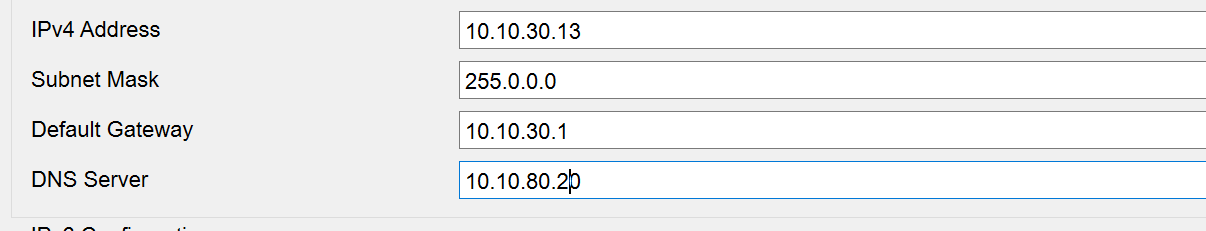 IPv4 Address 10.10.30.13
Subnet Mask 255.0.0.0
Default Gateway 10.10.30.1
DNS Server 10.10.80.20